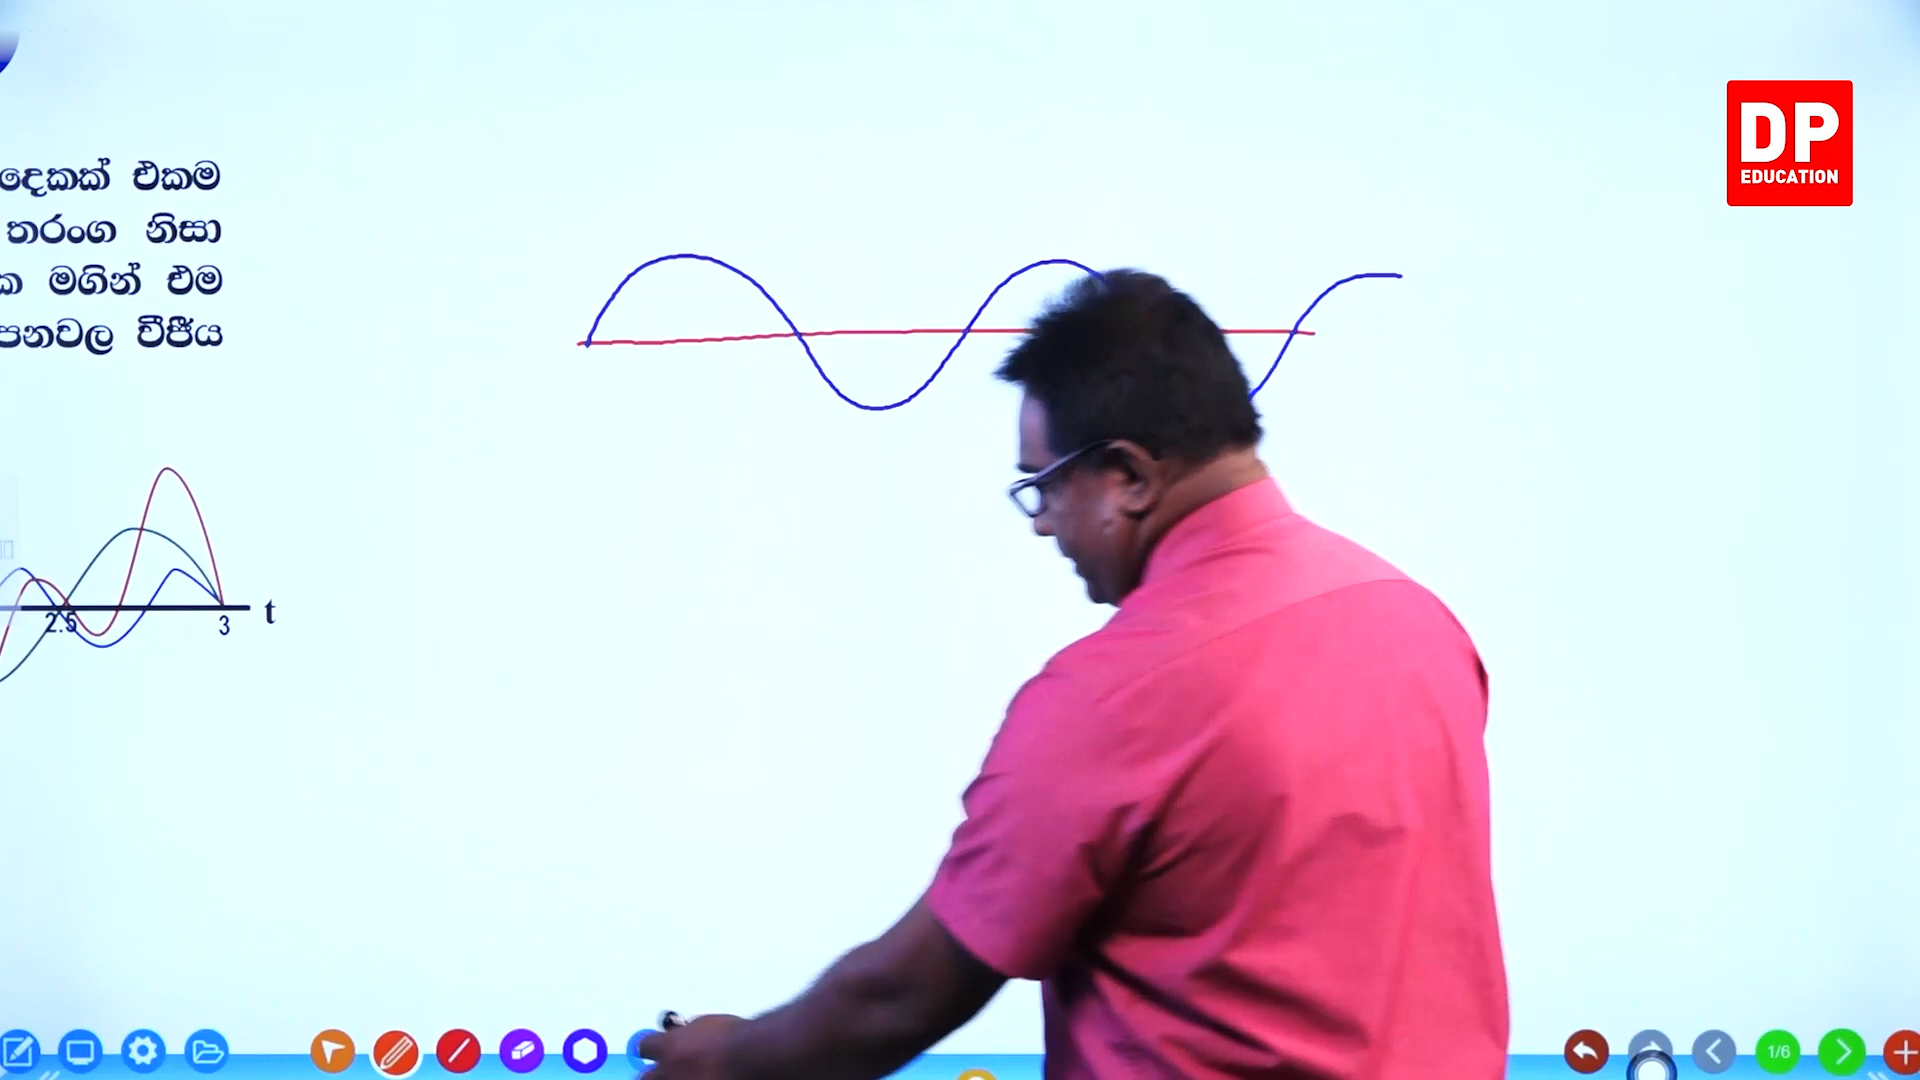 DP
EDUCATION
දෙකක් එකම
තරංග නිසා
ක මගින් එම
පනවල වීජීය
2.5
3
t
1/6